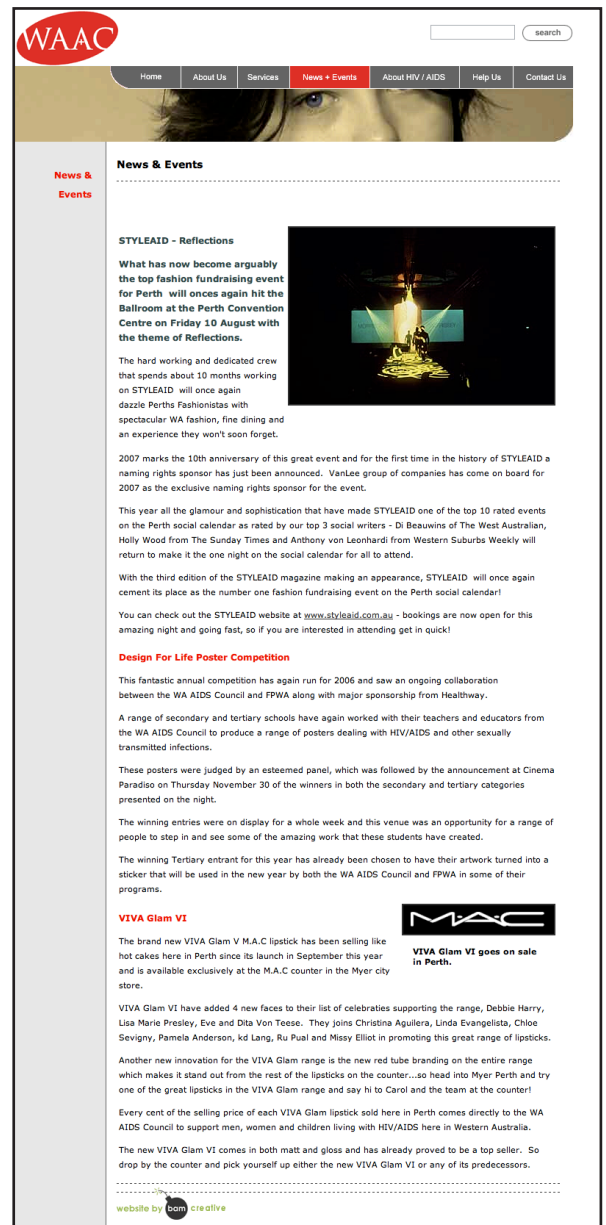 WAAC
search
Home About Us Services News + Events About HIV / AIDS Help Us Contact Us
News &
Events
News & Events
STYLEAID - Reflections
What has now become arguably
the top fashion fundraising event
for Perth will onces again hit the
Ballroom at the Perth Convention
Centre on Friday 10 August with
the theme of Reflections.
The hard working and dedicated crew
that spends about 10 months working
on STYLEAID will once again
dazzle Perths Fashionistas with
spectacular WA fashion, fine dining and
an experience they won't soon forget.
2007 marks the 10th anniversary of this great event and for the first time in the history of STYLEAID a
naming rights sponsor has just been announced. VanLee group of companies has come on board for
2007 as the exclusive naming rights sponsor for the event.
This year all the glamour and sophistication that have made STYLEAID one of the top 10 rated events
on the Perth social calendar as rated by our top 3 social writers - Di Beauwins of The West Australian,
Holly Wood from The Sunday Times and Anthony von Leonhardi from Western Suburbs Weekly will
return to make it the one night on the social calendar for all to attend.
With the third edition of the STYLEAID magazine making an appearance, STYLEAID will once again
cement its place as the number one fashion fundraising event on the Perth social calendar!
You can check out the STYLEAID website at www.styleaid.com.au - bookings are now open for this
amazing night and going fast, so if you are interested in attending get in quick!
Design For Life Poster Competition
This fantastic annual competition has again run for 2006 and saw an ongoing collaboration
between the WA AIDS Council and FPWA along with major sponsorship from Healthway.
A range of secondary and tertiary schools have again worked with their teachers and educators from
the WA AIDS Council to produce a range of posters dealing with HIV/AIDS and other sexually
transmitted infections.
These posters were judged by an esteemed panel, which was followed by the announcement at Cinema
Paradiso on Thursday November 30 of the winners in both the secondary and tertiary categories
presented on the night.
The winning entries were on display for a whole week and this venue was an opportunity for a range of
people to step in and see some of the amazing work that these students have created.
The winning Tertiary entrant for this year has already been chosen to have their artwork turned into a
sticker that will be used in the new year by both the WA AIDS Council and FPWA in some of their
programs.
VIVA Glam VI
The brand new VIVA Glam V M.A.C lipstick has been selling like
hot cakes here in Perth since its launch in September this year
and is available exclusively at the M.A.C counter in the Myer city
store.
MAC
VIVA Glam VI goes on sale
in Perth.
VIVA Glam VI have added 4 new faces to their list of celebraties supporting the range, Debbie Harry,
Lisa Marie Presley, Eve and Dita Von Teese. They joins Christina Aguilera, Linda Evangelista, Chloe
Sevigny, Pamela Anderson, kd Lang, Ru Pual and Missy Elliot in promoting this great range of lipsticks.
Another new innovation for the VIVA Glam range is the new red tube branding on the entire range
which makes it stand out from the rest of the lipsticks on the counter...so head into Myer Perth and try
one of the great lipsticks in the VIVA Glam range and say hi to Carol and the team at the counter!
Every cent of the selling price of each VIVA Glam lipstick sold here in Perth comes directly to the WA
AIDS Council to support men, women and children living with HIV/AIDS here in Western Australia.
The new VIVA Glam VI comes in both matt and gloss and has already proved to be a top seller. So
drop by the counter and pick yourself up either the new VIVA Glam VI or any of its predecessors.
website by bam creative